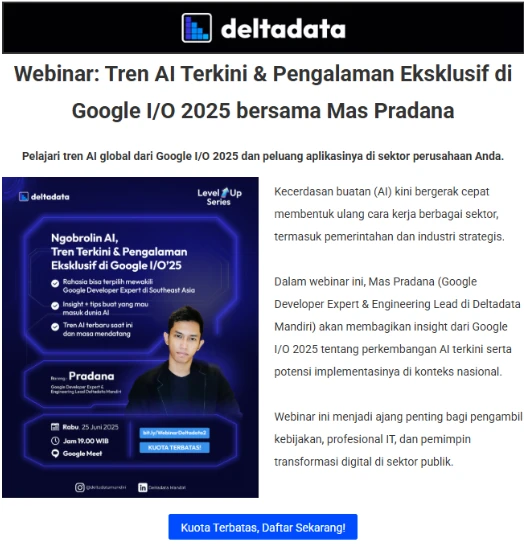 deltadata
Webinar: Tren AI Terkini & Pengalaman Eksklusif di
Google I/O 2025 bersama Mas Pradana
Pelajari tren AI global dari Google I/O 2025 dan peluang aplikasinya di sektor perusahaan Anda.
deltadata
Level Up
Series
Ngobrolin AI,
Tren Terkini & Pengalaman
Eksklusif di Google I/O'25
Rahasia bisa terpilih mewakili
Google Developer Expert di Southeast Asia
Insight + tips buat yang mau
masuk dunia AI
Tren AI terbaru saat ini
dan masa mendatang
Bareng - Pradana
Google Developer Expert &
Engineering Lead Deltadata Mandiri
Rabu, 25 Juni 2025
Jam 19.00 WIB
Google Meet
bit.ly/WebinarDeltadata2
KUOTA TERBATAS!
@deltadatamandiri
Deltadata Mandiri
Kecerdasan buatan (AI) kini bergerak cepat
membentuk ulang cara kerja berbagai sektor,
termasuk pemerintahan dan industri strategis.
Dalam webinar ini, Mas Pradana (Google
Developer Expert & Engineering Lead di Deltadata
Mandiri) akan membagikan insight dari Google
I/O 2025 tentang perkembangan AI terkini serta
potensi implementasinya di konteks nasional.
Webinar ini menjadi ajang penting bagi pengambil
kebijakan, profesional IT, dan pemimpin
transformasi digital di sektor publik.
Kuota Terbatas, Daftar Sekarang!